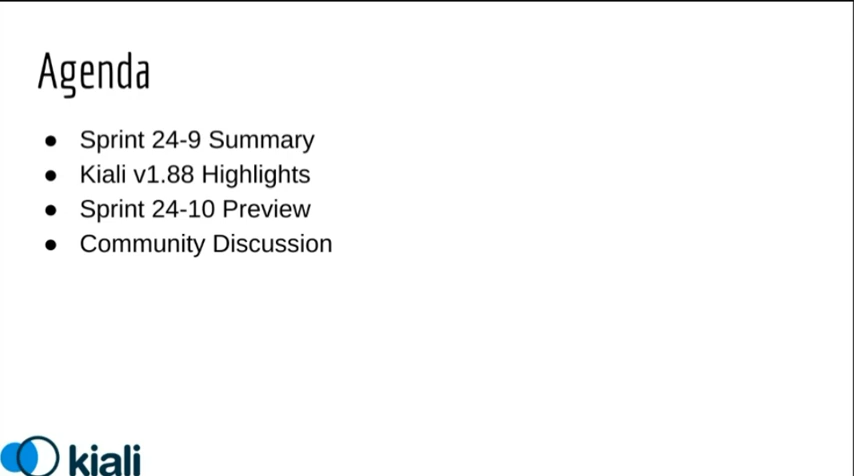 Agenda
● Sprint 24-9 Summary
● Kiali v1.88 Highlights
● Sprint 24-10 Preview
● Community Discussion
kiali